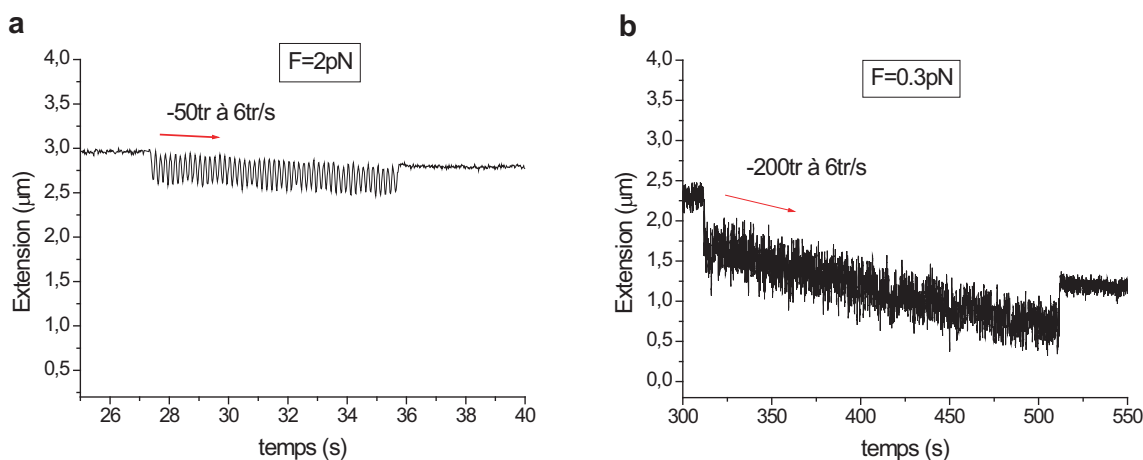 a
F=2pN
-50tr à 6tr/s
4,0
3,5
3,0
2,5
2,0
1,5
1,0
0,5
Extension (μm)
26 28 30 32 34 36 38 40
temps (s)
b
F=0.3pN
-200tr à 6tr/s
4,0
3,5
3,0
2,5
2,0
1,5
1,0
0,5
0,0
Extension (μm)
300 350 400 450 500 550
temps (s)